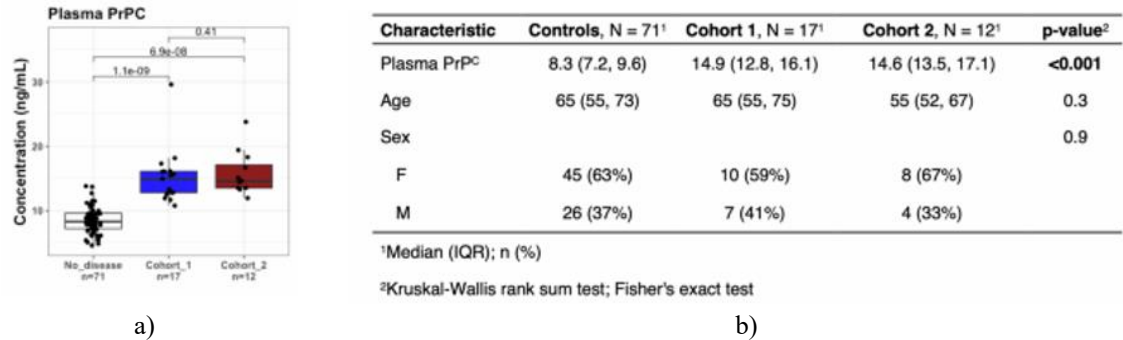 Plasma PrPC
Concentration (ng/mL)
30
20
10
0.41
6.9e-08
1.1e-09
No_disease n=71
Cohort_1 n=17
Cohort_2 n=12
a)
Characteristic Controls, N = 71¹ Cohort 1, N = 17¹ Cohort 2, N = 12¹ p-value²
Plasma PrPᶜ 8.3 (7.2, 9.6) 14.9 (12.8, 16.1) 14.6 (13.5, 17.1) <0.001
Age 65 (55, 73) 65 (55, 75) 55 (52, 67) 0.3
Sex 0.9
F 45 (63%) 10 (59%) 8 (67%)
M 26 (37%) 7 (41%) 4 (33%)
¹Median (IQR); n (%)
²Kruskal-Wallis rank sum test; Fisher's exact test
b)